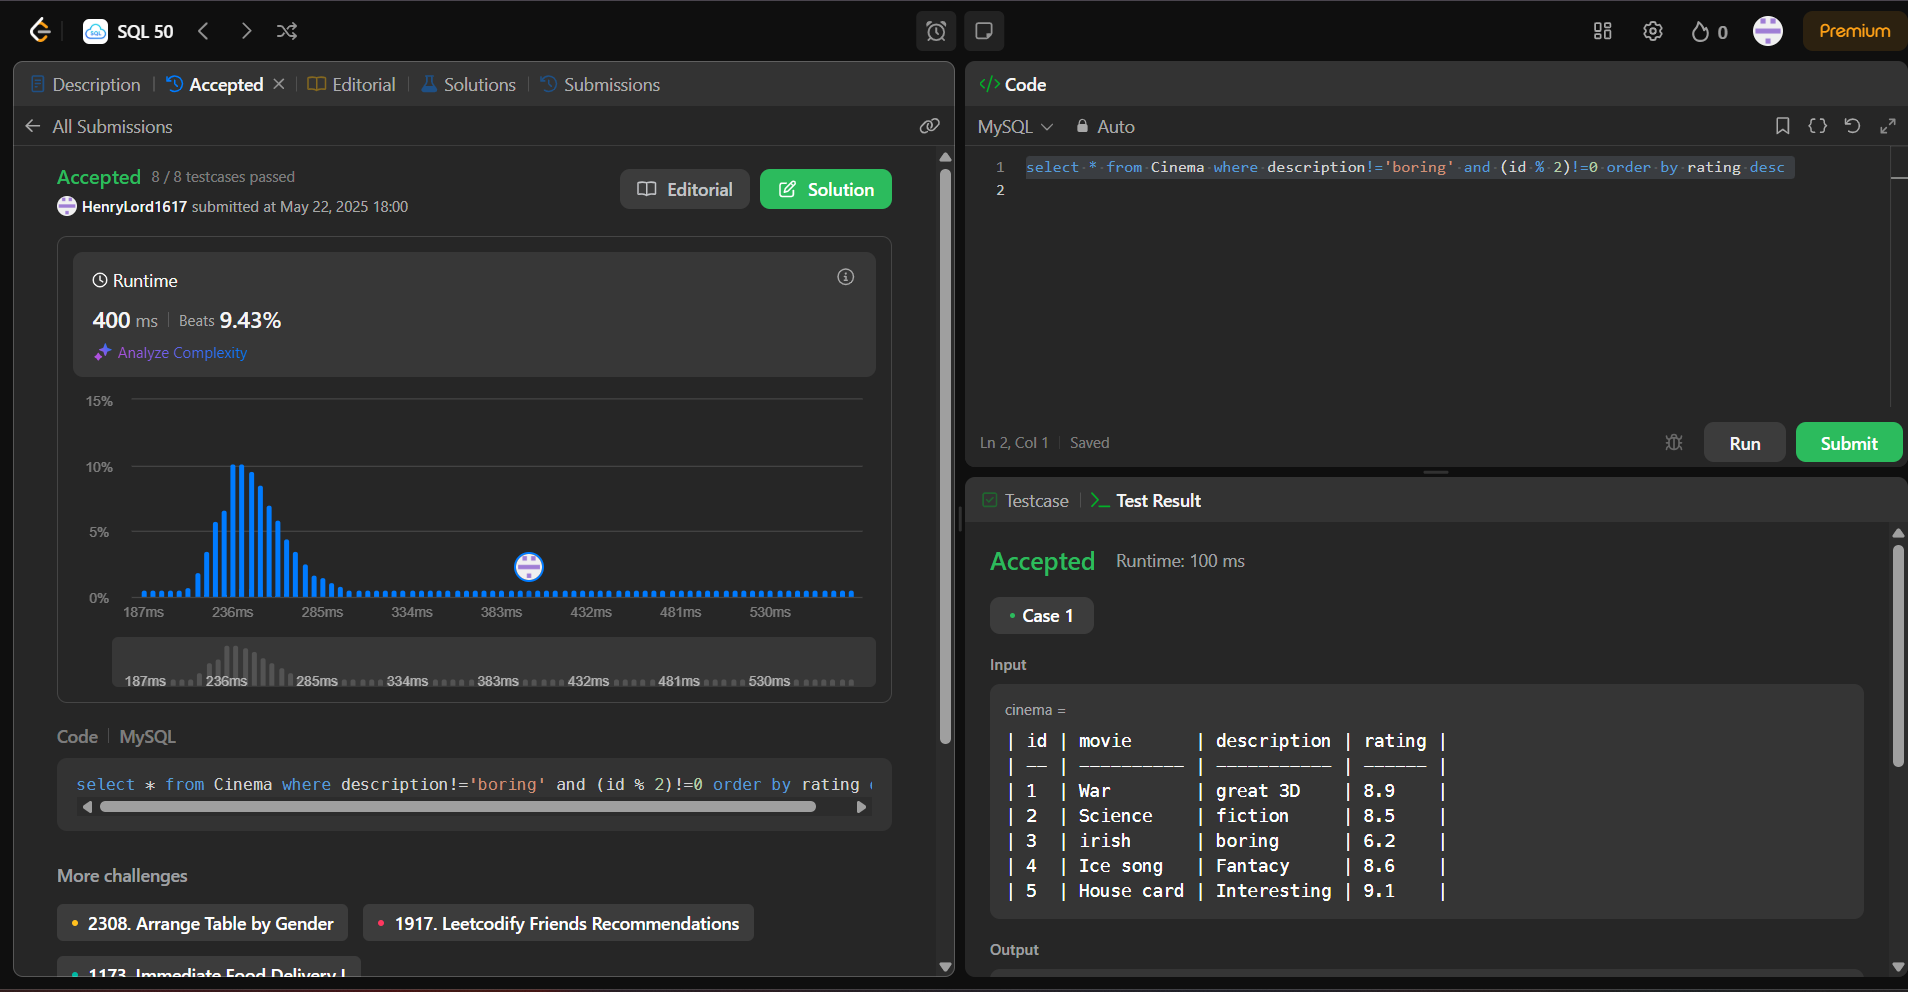 SQL 50
0
Premium
Description
Accepted
Editorial
Solutions
Submissions
All Submissions
Accepted 8 / 8 testcases passed
HenryLord1617 submitted at May 22, 2025 18:00
Editorial
Solution
Runtime
400 ms Beats 9.43%
Analyze Complexity
15%
10%
5%
0%
187ms 236ms 285ms 334ms 383ms 432ms 481ms 530ms
187ms 236ms 285ms 334ms 383ms 432ms 481ms 530ms
Code | MySQL
select * from Cinema where description!='boring' and (id % 2)!=0 order by rating
More challenges
2308. Arrange Table by Gender
1917. Leetcodify Friends Recommendations
1173. Immediate Food Delivery I
</> Code
MySQL Auto
1 select * from Cinema where description!='boring' and (id % 2)!=0 order by rating desc
2
Ln 2, Col 1 | Saved
Run
Submit
Testcase
Test Result
Accepted Runtime: 100 ms
Case 1
Input
cinema =
| id | movie | description | rating |
| -- | ---------- | ----------- | ------ |
| 1 | War | great 3D | 8.9 |
| 2 | Science | fiction | 8.5 |
| 3 | irish | boring | 6.2 |
| 4 | Ice song | Fantacy | 8.6 |
| 5 | House card | Interesting | 9.1 |
Output